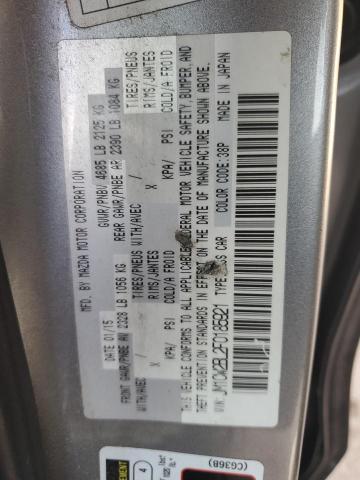 MFD. BY MAZDA MOTOR CORPORATION
DATE 01/15
GVWR/PNBV 4685 LB 2125 KG
FRONT GAWR/PNBE AV 2328 LB 1056 KG
REAR GAWR/PNBE AR 2390 LB 1084 KG
WITH/AVEC
TIRES/PNEUS
WITH/AVEC
TIRES/PNEUS
X
RIMS/JANTES
X
RIMS/JANTES
KPA/ PSI COLD/A FROID
KPA/ PSI COLD/A FROID
THIS VEHICLE CONFORMS TO ALL APPLICABLE FEDERAL MOTOR VEHICLE SAFETY, BUMPER, AND
THEFT PREVENTION STANDARDS IN EFFECT ON THE DATE OF MANUFACTURE SHOWN ABOVE.
COLOR CODE:38P MADE IN JAPAN
VIN: TYPE: PASS CAR
(CG36B)
4